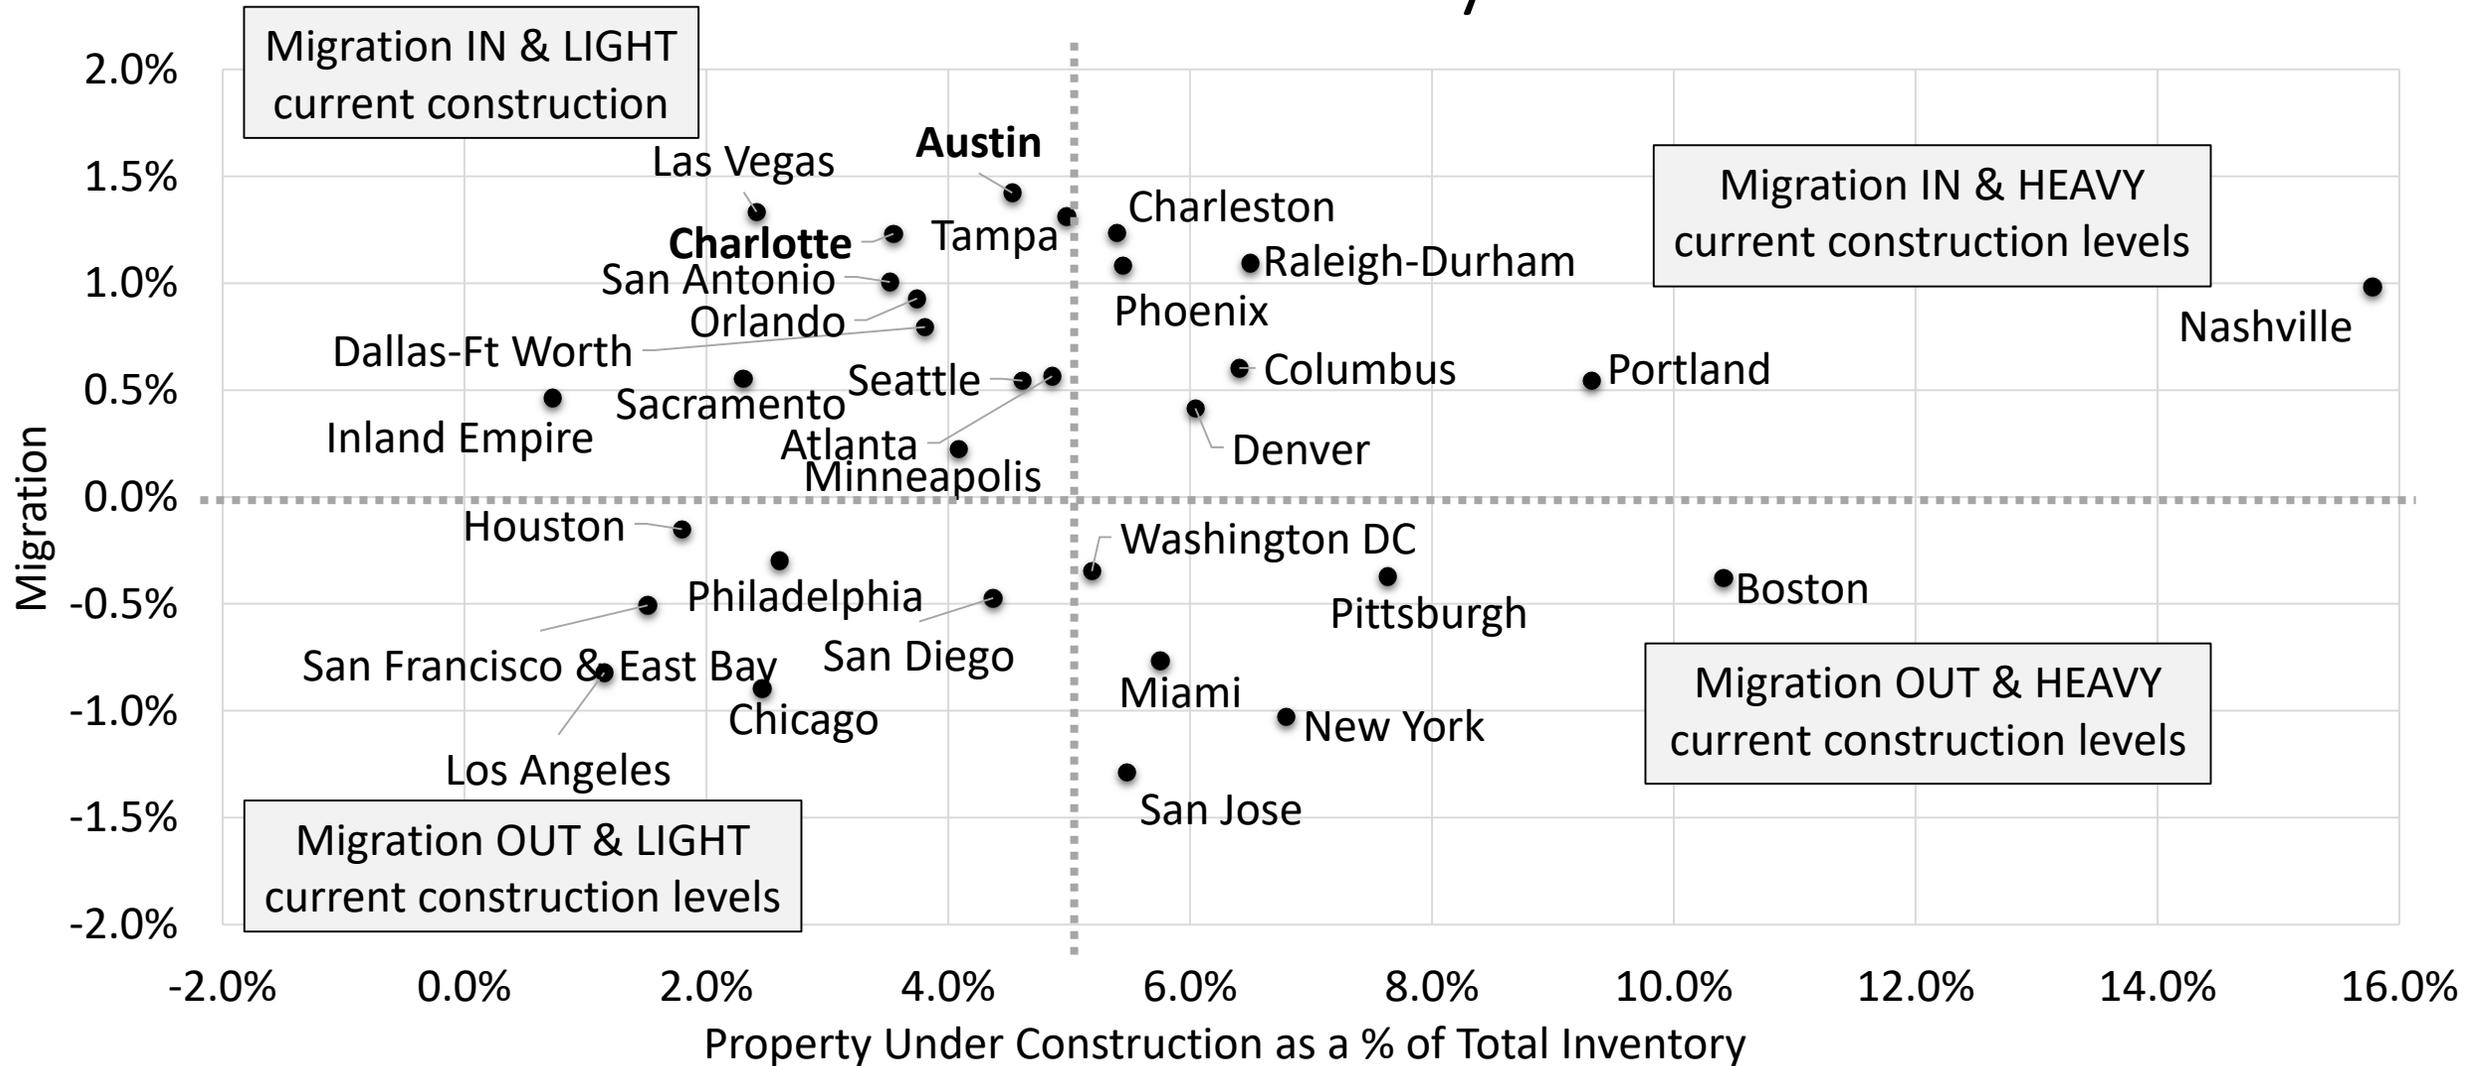 Migration IN & LIGHT
current construction
Migration IN & HEAVY
current construction levels
Migration OUT & HEAVY
current construction levels
Migration OUT & LIGHT
current construction levels
Migration
2.0%
1.5%
1.0%
0.5%
0.0%
-0.5%
-1.0%
-1.5%
-2.0%
Las Vegas
Austin
Charlotte
Tampa
Charleston
San Antonio
Raleigh-Durham
Orlando
Phoenix
Nashville
Dallas-Ft Worth
Seattle
Columbus
Portland
Sacramento
Inland Empire
Atlanta
Denver
Minneapolis
Houston
Washington DC
Philadelphia
Pittsburgh
Boston
San Francisco & East Bay
San Diego
Miami
Chicago
New York
Los Angeles
San Jose
-2.0%
0.0%
2.0%
4.0%
6.0%
8.0%
10.0%
12.0%
14.0%
16.0%
Property Under Construction as a % of Total Inventory